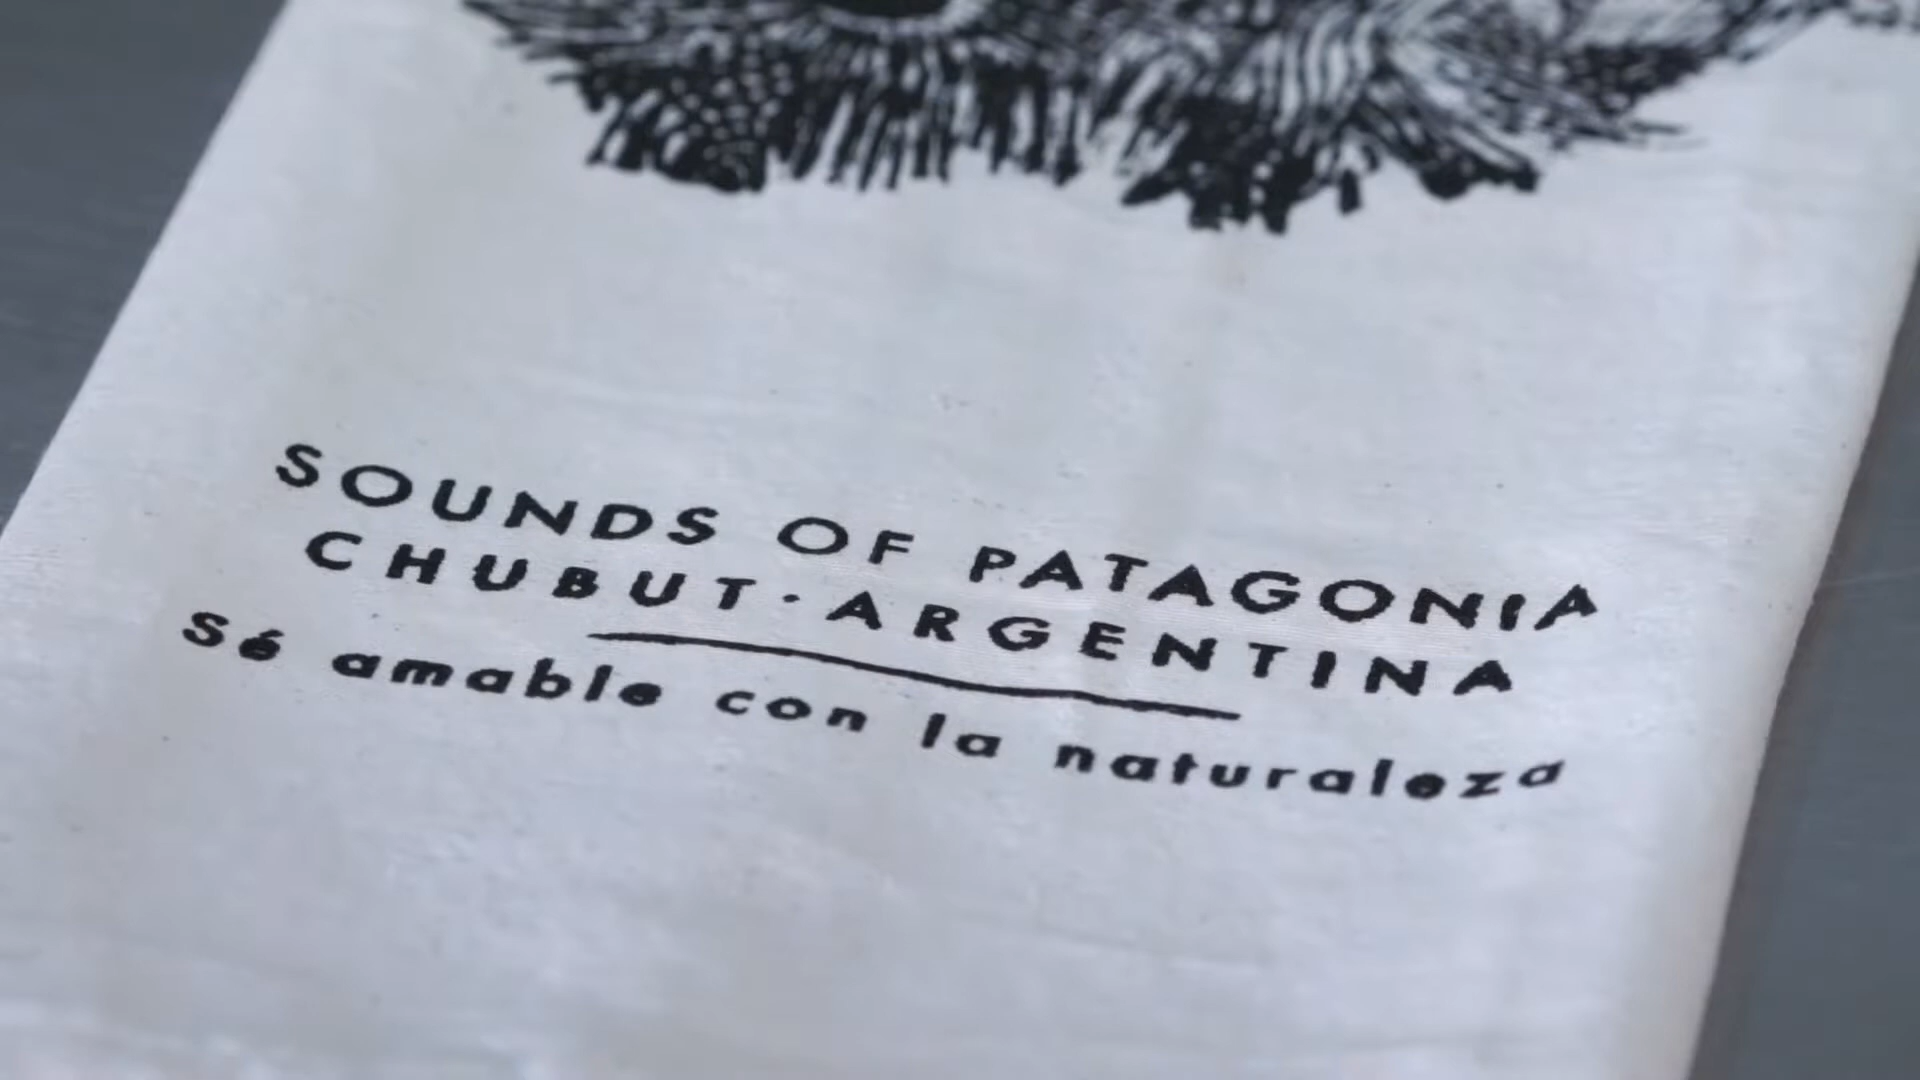 SOUNDS OF PATAGONIA
CHUBUT · ARGENTINA
Sé amable con la naturaleza